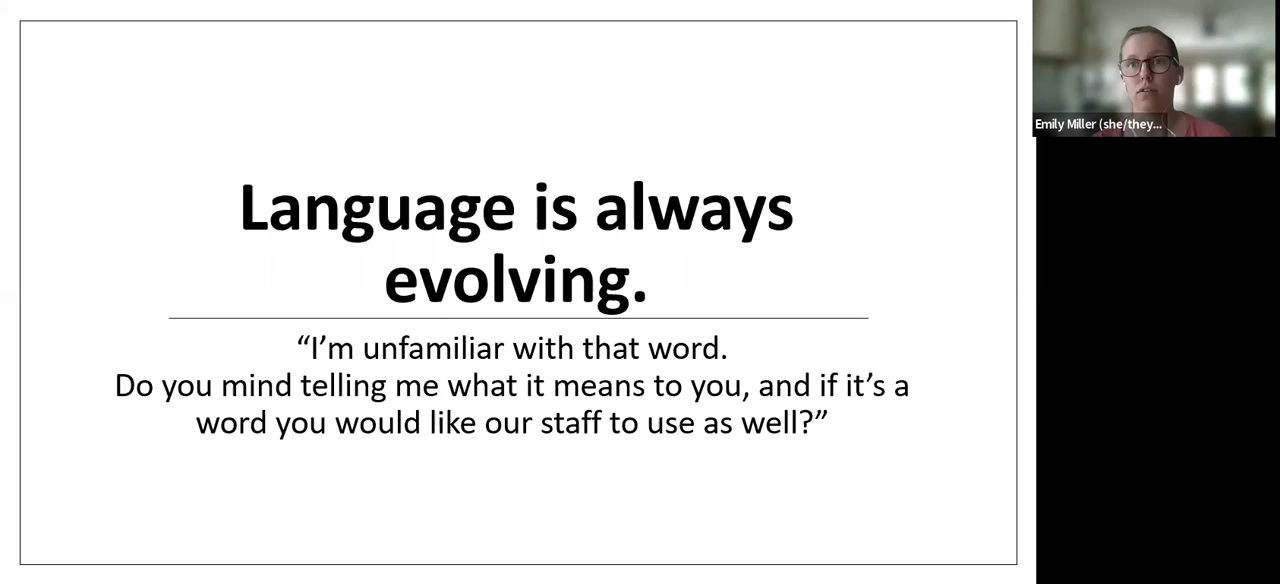 Language is always
evolving.
“I’m unfamiliar with that word.
Do you mind telling me what it means to you, and if it’s a
word you would like our staff to use as well?”
Emily Miller (she/they...